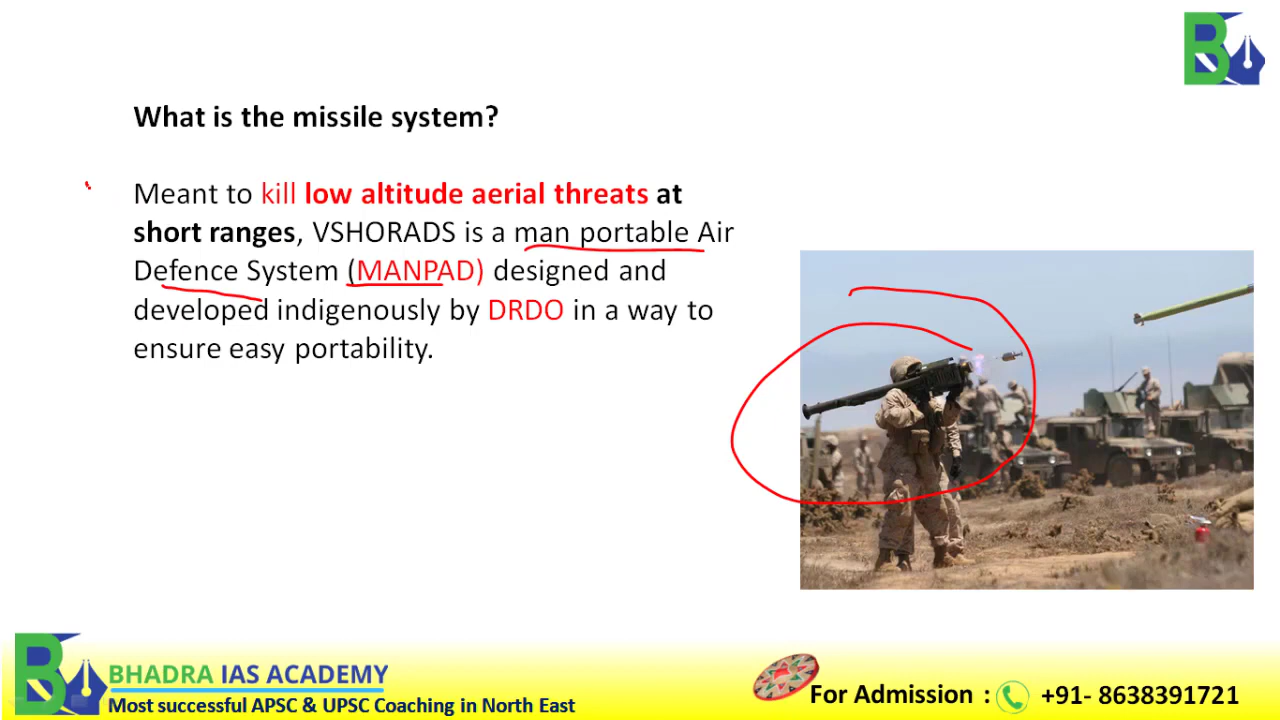 What is the missile system?
Meant to kill low altitude aerial threats at
short ranges, VSHORADS is a man portable Air
Defence System (MANPAD) designed and
developed indigenously by DRDO in a way to
ensure easy portability.
BHADRA IAS ACADEMY
Most successful APSC & UPSC Coaching in North East
For Admission : +91- 8638391721